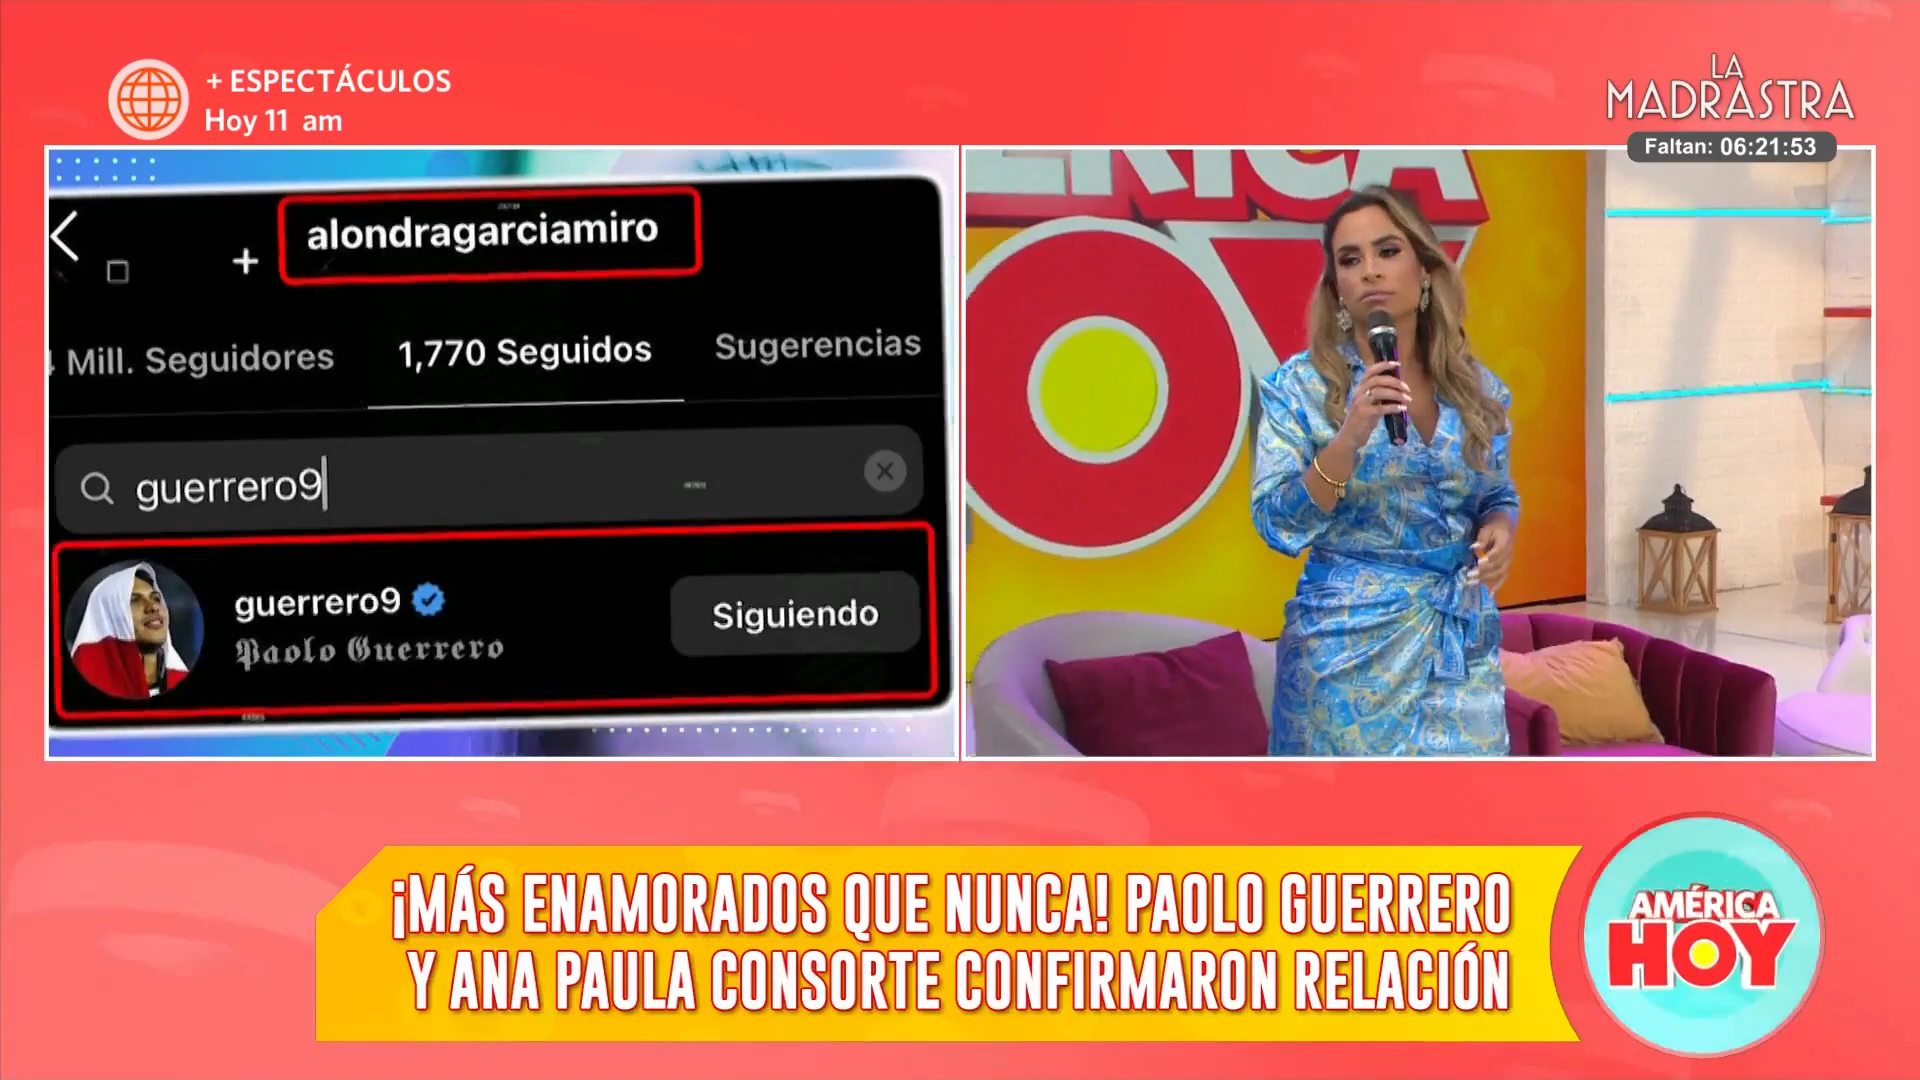 + ESPECTÁCULOS
Hoy 11 am
LA
MADRASTRA
Faltan: 06:21:53
alondragarciamiro
Mill. Seguidores
1,770 Seguidos
Sugerencias
guerrero9
guerrero9
Paolo Guerrero
Siguiendo
¡MÁS ENAMORADOS QUE NUNCA! PAOLO GUERRERO
Y ANA PAULA CONSORTE CONFIRMARON RELACIÓN
AMÉRICA
HOY